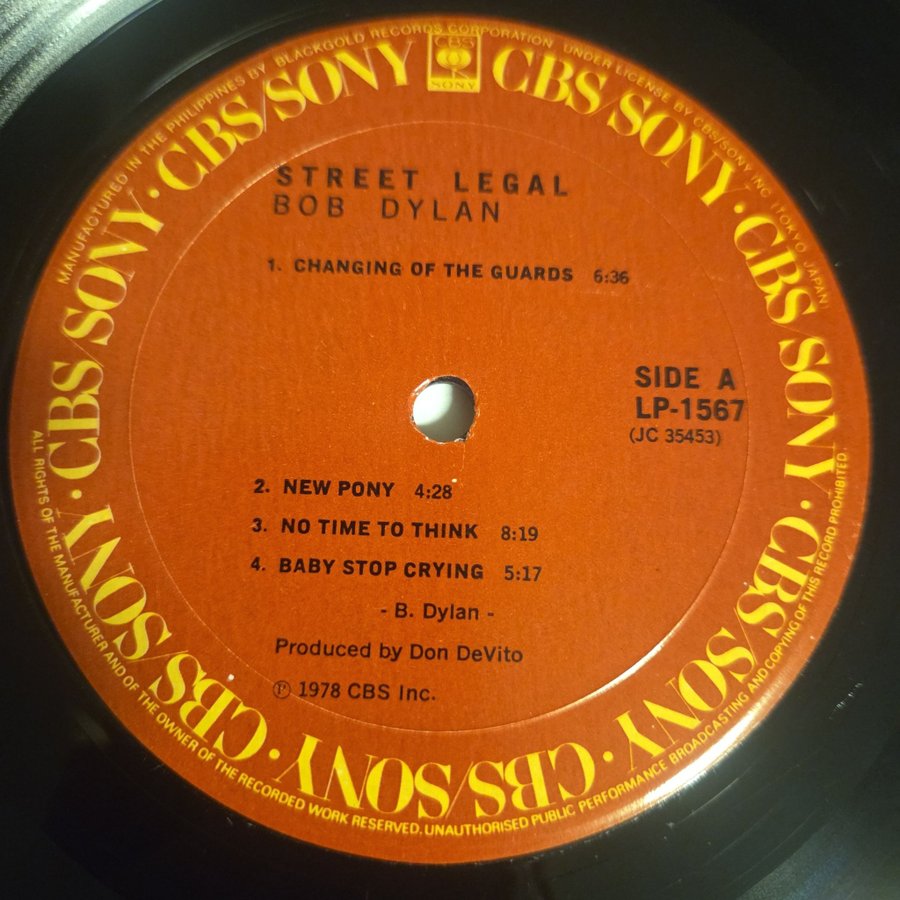 MANUFACTURED IN THE PHILIPPINES BY BLACKGOLD RECORDS CORPORATION UNDER LICENSE BY CBS/SONY INC (TOKYO JAPAN)
CBS
SONY
CBS/SONY · CBS/SONY · CBS/SONY · CBS/SONY · CBS/SONY · CBS/SONY · CBS/SONY · CBS/SONY
STREET LEGAL
BOB DYLAN
1. CHANGING OF THE GUARDS 6:36
SIDE A
LP-1567
(JC 35453)
2. NEW PONY 4:28
3. NO TIME TO THINK 8:19
4. BABY STOP CRYING 5:17
- B. Dylan -
Produced by Don DeVito
Ⓟ 1978 CBS Inc.
ALL RIGHTS OF THE MANUFACTURER AND OF THE OWNER OF THE RECORDED WORK RESERVED. UNAUTHORISED PUBLIC PERFORMANCE BROADCASTING AND COPYING OF THIS RECORD PROHIBITED.